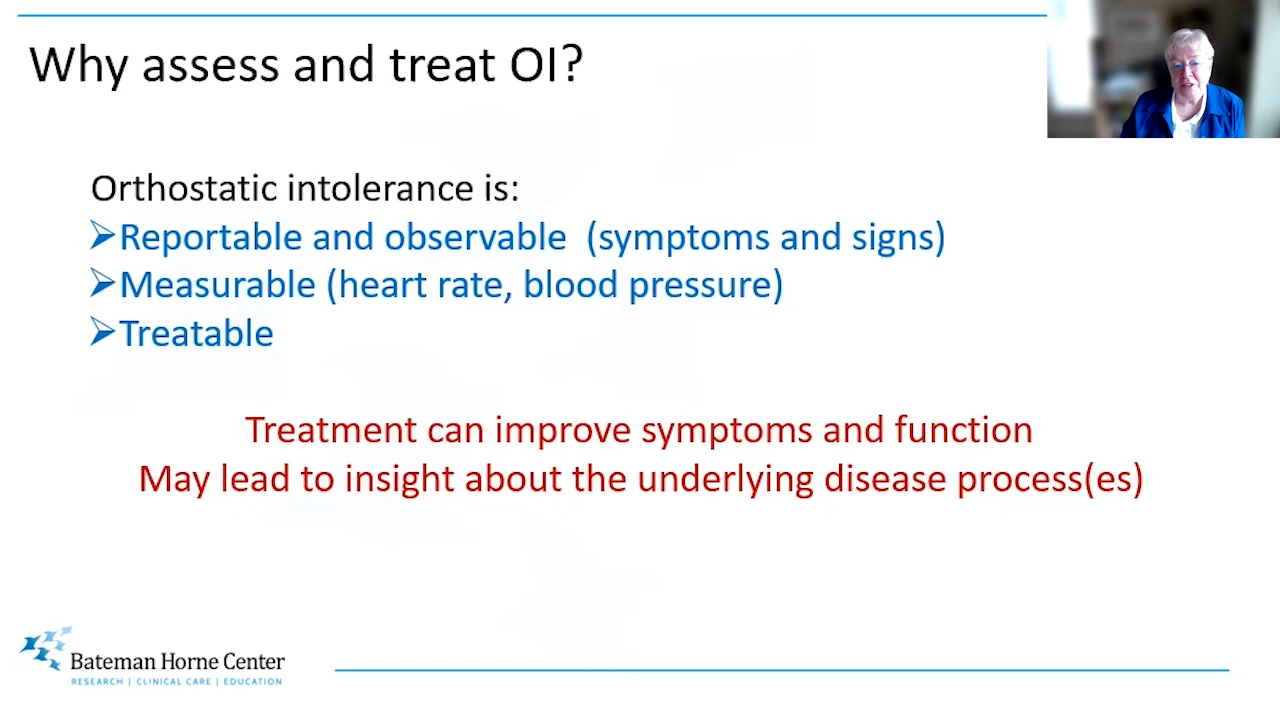 Why assess and treat OI?
Orthostatic intolerance is:
➢Reportable and observable  (symptoms and signs)
➢Measurable (heart rate, blood pressure)
➢Treatable
Treatment can improve symptoms and function
May lead to insight about the underlying disease process(es)
Bateman Horne Center
RESEARCH | CLINICAL CARE | EDUCATION